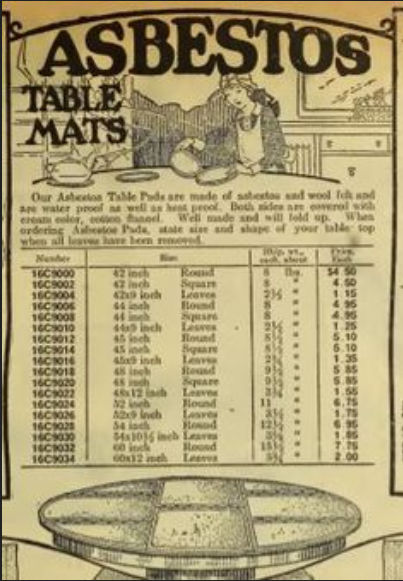 ASBESTOS
TABLE
MATS
Our Asbestos Table Pads are made of asbestos and wool felt and
are water proof as well as heat proof. Both sides are covered with
cream color, cotton flannel. Well made and will fold up. When
ordering Asbestos Pads, state size and shape of your table top
when all leaves have been removed.
Number Size Ship. wt., each, about Price, Each
16C9000 42 inch Round 8 lbs. $4.50
16C9002 42 inch Square 8 " 4.50
16C9004 42x9 inch Leaves 2½ " 1.15
16C9006 44 inch Round 8 " 4.95
16C9008 44 inch Square 8 " 4.95
16C9010 44x9 inch Leaves 2½ " 1.25
16C9012 45 inch Round 8½ " 5.10
16C9014 45 inch Square 8½ " 5.10
16C9016 45x9 inch Leaves " 1.35
16C9018 48 inch Round 9½ " 5.85
16C9020 48 inch Square 9½ " 5.85
16C9022 48x12 inch Leaves " 1.55
16C9024 52 inch Round 11 " 6.75
16C9026 52x9 inch Leaves 3½ " 1.75
16C9028 54 inch Round 12½ " 6.95
16C9030 54x10½ inch Leaves " 1.85
16C9032 60 inch Round 15½ " 7.75
16C9034 60x12 inch Leaves " 2.00